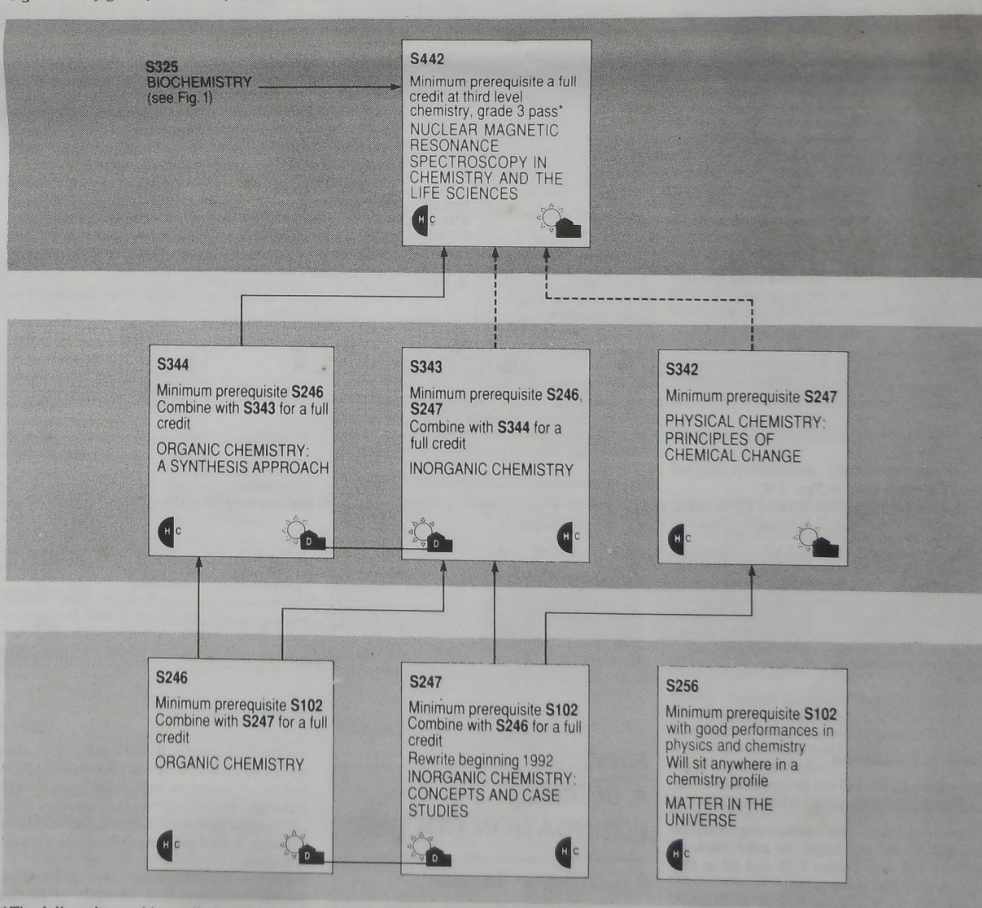 S325
BIOCHEMISTRY
(see Fig. 1)
S442
Minimum prerequisite a full
credit at third level
chemistry, grade 3 pass*
NUCLEAR MAGNETIC
RESONANCE
SPECTROSCOPY IN
CHEMISTRY AND THE
LIFE SCIENCES
H C
S344
Minimum prerequisite S246
Combine with S343 for a full
credit
ORGANIC CHEMISTRY:
A SYNTHESIS APPROACH
H C
D
S343
Minimum prerequisite S246,
S247
Combine with S344 for a
full credit
INORGANIC CHEMISTRY
D
H C
S342
Minimum prerequisite S247
PHYSICAL CHEMISTRY:
PRINCIPLES OF
CHEMICAL CHANGE
H C
S246
Minimum prerequisite S102
Combine with S247 for a full
credit
ORGANIC CHEMISTRY
H C
D
S247
Minimum prerequisite S102
Combine with S246 for a full
credit
Rewrite beginning 1992
INORGANIC CHEMISTRY:
CONCEPTS AND CASE
STUDIES
D
H C
S256
Minimum prerequisite S102
with good performances in
physics and chemistry
Will sit anywhere in a
chemistry profile
MATTER IN THE
UNIVERSE
H C